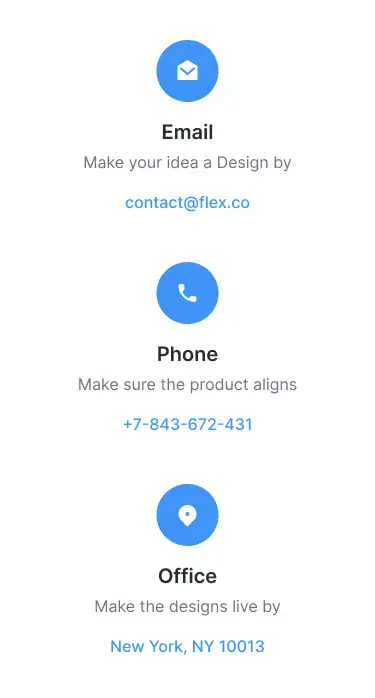 Email
Make your idea a Design by
contact@flex.co
Phone
Make sure the product aligns
+7-843-672-431
Office
Make the designs live by
New York, NY 10013